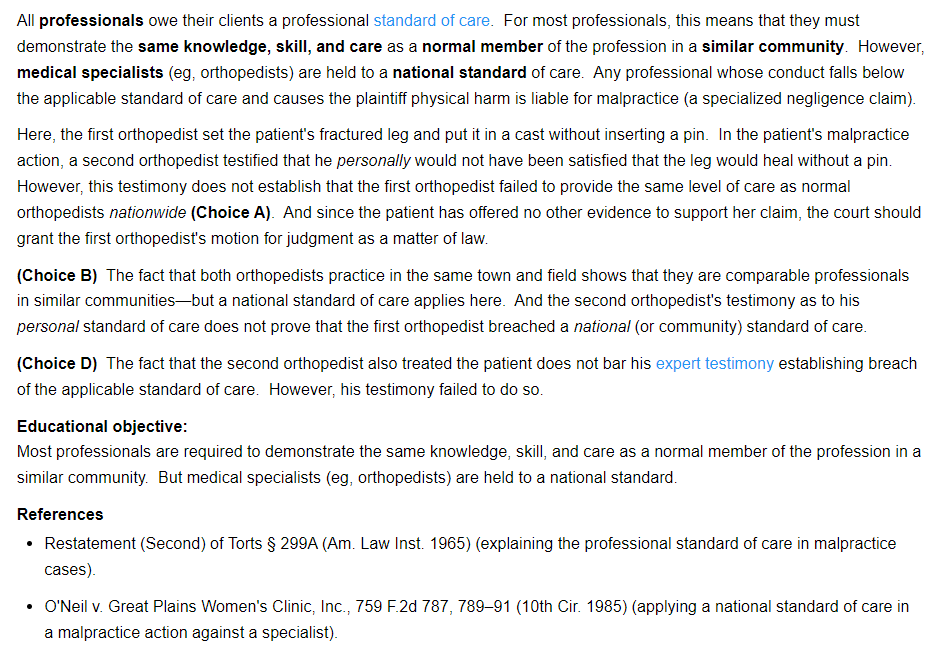 All professionals owe their clients a professional standard of care.  For most professionals, this means that they must
demonstrate the same knowledge, skill, and care as a normal member of the profession in a similar community.  However,
medical specialists (eg, orthopedists) are held to a national standard of care.  Any professional whose conduct falls below
the applicable standard of care and causes the plaintiff physical harm is liable for malpractice (a specialized negligence claim).
Here, the first orthopedist set the patient's fractured leg and put it in a cast without inserting a pin.  In the patient's malpractice
action, a second orthopedist testified that he personally would not have been satisfied that the leg would heal without a pin.
However, this testimony does not establish that the first orthopedist failed to provide the same level of care as normal
orthopedists nationwide (Choice A).  And since the patient has offered no other evidence to support her claim, the court should
grant the first orthopedist's motion for judgment as a matter of law.
(Choice B)  The fact that both orthopedists practice in the same town and field shows that they are comparable professionals
in similar communities—but a national standard of care applies here.  And the second orthopedist's testimony as to his
personal standard of care does not prove that the first orthopedist breached a national (or community) standard of care.
(Choice D)  The fact that the second orthopedist also treated the patient does not bar his expert testimony establishing breach
of the applicable standard of care.  However, his testimony failed to do so.
Educational objective:
Most professionals are required to demonstrate the same knowledge, skill, and care as a normal member of the profession in a
similar community.  But medical specialists (eg, orthopedists) are held to a national standard.
References
• Restatement (Second) of Torts § 299A (Am. Law Inst. 1965) (explaining the professional standard of care in malpractice
cases).
• O'Neil v. Great Plains Women's Clinic, Inc., 759 F.2d 787, 789–91 (10th Cir. 1985) (applying a national standard of care in
a malpractice action against a specialist).